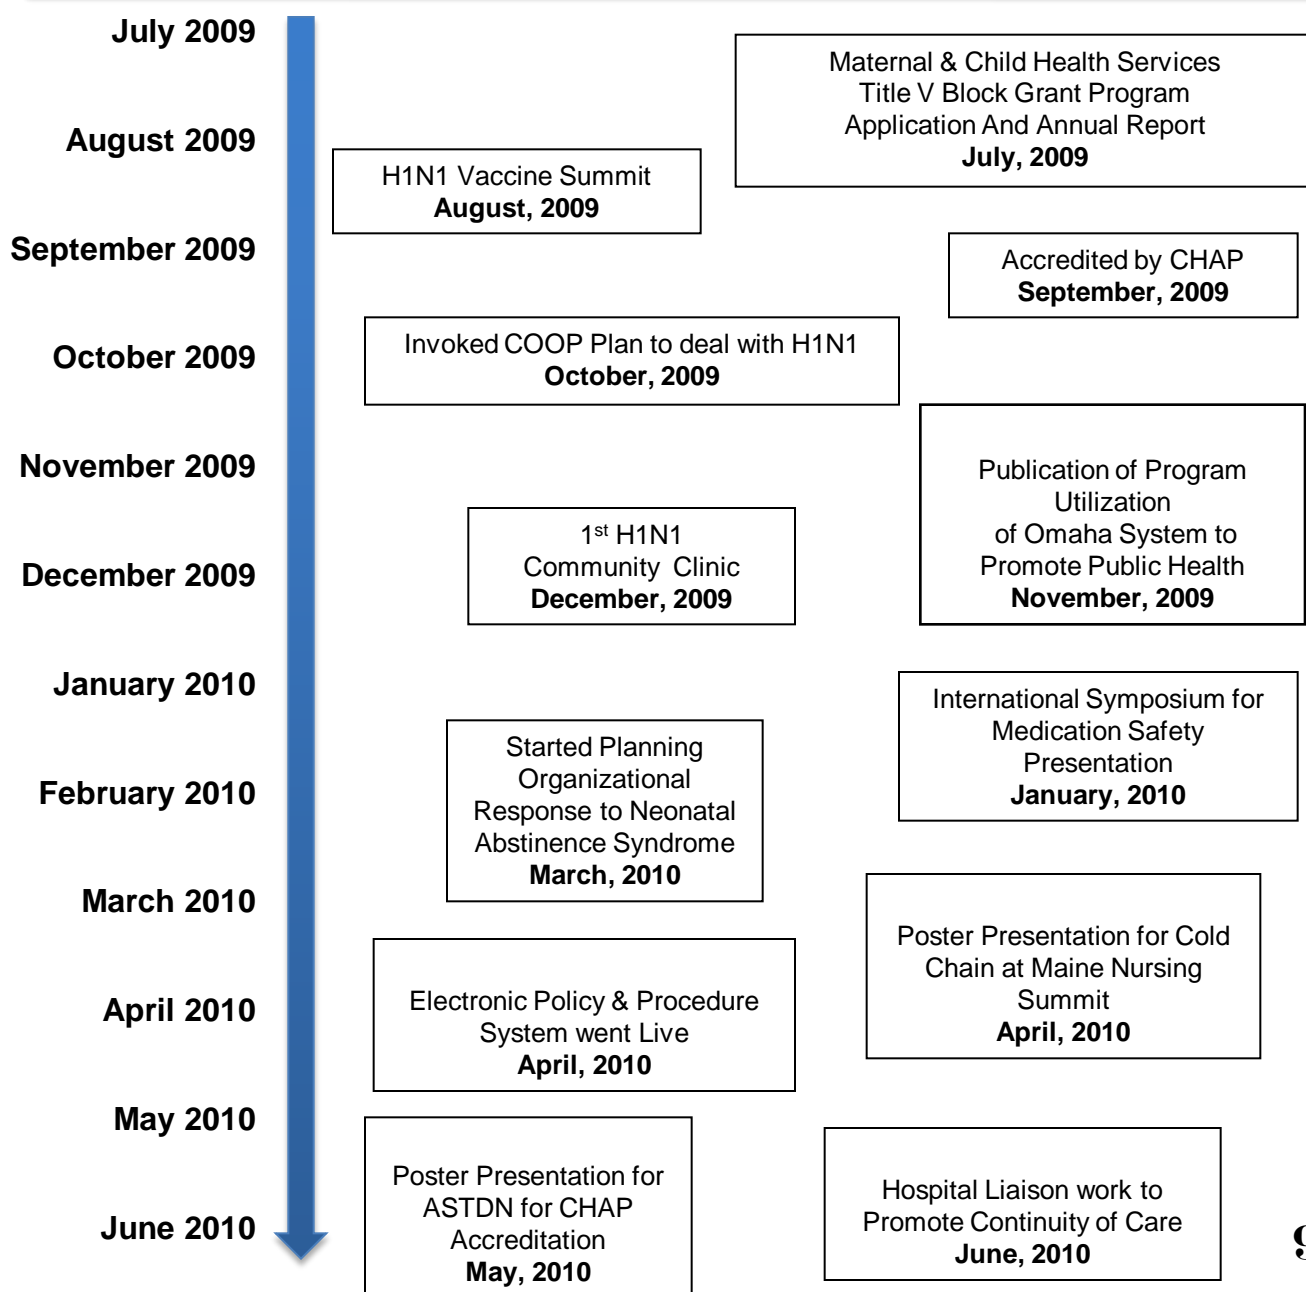 July 2009
August 2009
September 2009
October 2009
November 2009
December 2009
January 2010
February 2010
March 2010
April 2010
May 2010
June 2010
Maternal & Child Health Services
Title V Block Grant Program
Application And Annual Report
July, 2009
H1N1 Vaccine Summit
August, 2009
Accredited by CHAP
September, 2009
Invoked COOP Plan to deal with H1N1
October, 2009
Publication of Program
Utilization
of Omaha System to
Promote Public Health
November, 2009
1st H1N1
Community Clinic
December, 2009
International Symposium for
Medication Safety
Presentation
January, 2010
Started Planning
Organizational
Response to Neonatal
Abstinence Syndrome
March, 2010
Poster Presentation for Cold
Chain at Maine Nursing
Summit
April, 2010
Electronic Policy & Procedure
System went Live
April, 2010
Poster Presentation for
ASTDN for CHAP
Accreditation
May, 2010
Hospital Liaison work to
Promote Continuity of Care
June, 2010
9